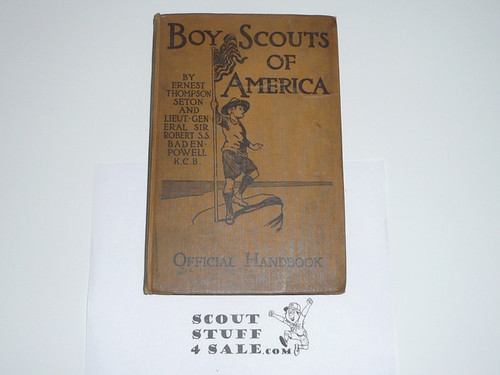 BOY SCOUTS
OF
AMERICA
BY
ERNEST
THOMPSON
SETON
AND
LIEUT-GEN
ERAL SIR
ROBERT S.S.
BADEN-
POWELL
K.C.B.
OFFICIAL HANDBOOK
SCOUT
STUFF
4 SALE.COM